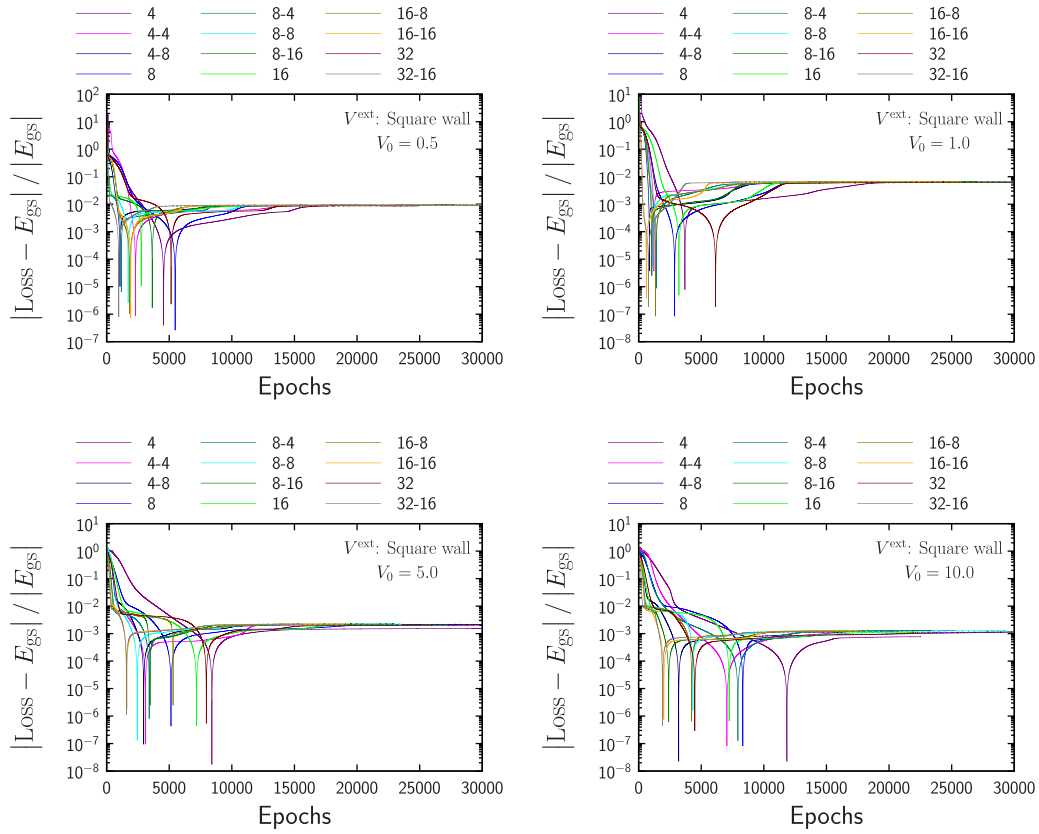 4 8-4 16-8
4-4 8-8 16-16
4-8 8-16 32
8 16 32-16
|Loss − E_gs| / |E_gs|
10^2
10^1
10^0
10^-1
10^-2
10^-3
10^-4
10^-5
10^-6
10^-7
V^ext: Square wall
V_0 = 0.5
0 5000 10000 15000 20000 25000 30000
Epochs
4 8-4 16-8
4-4 8-8 16-16
4-8 8-16 32
8 16 32-16
|Loss − E_gs| / |E_gs|
10^1
10^0
10^-1
10^-2
10^-3
10^-4
10^-5
10^-6
10^-7
V^ext: Square wall
V_0 = 1.0
0 5000 10000 15000 20000 25000 30000
Epochs
4 8-4 16-8
4-4 8-8 16-16
4-8 8-16 32
8 16 32-16
|Loss − E_gs| / |E_gs|
10^1
10^0
10^-1
10^-2
10^-3
10^-4
10^-5
10^-6
10^-7
10^-8
V^ext: Square wall
V_0 = 5.0
0 5000 10000 15000 20000 25000 30000
Epochs
4 8-4 16-8
4-4 8-8 16-16
4-8 8-16 32
8 16 32-16
|Loss − E_gs| / |E_gs|
10^1
10^0
10^-1
10^-2
10^-3
10^-4
10^-5
10^-6
10^-7
10^-8
V^ext: Square wall
V_0 = 10.0
0 5000 10000 15000 20000 25000 30000
Epochs